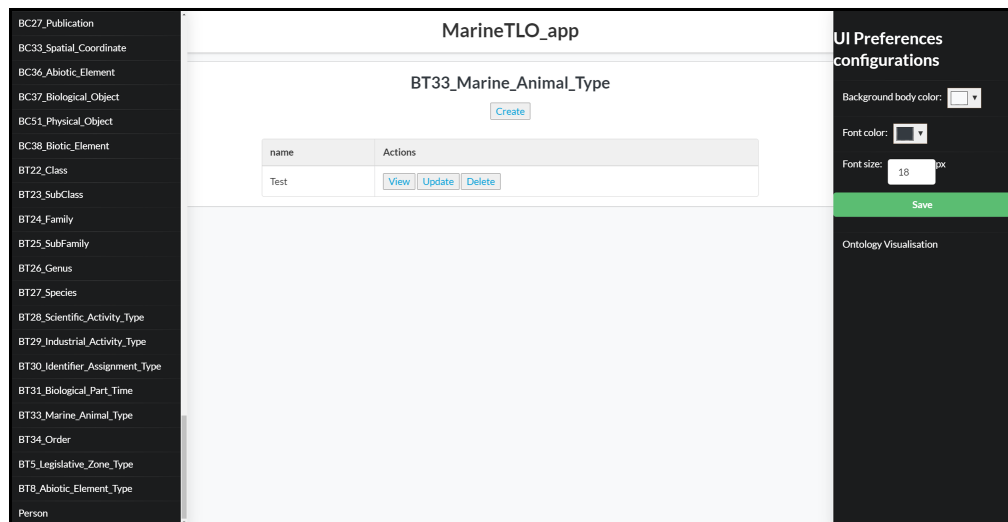 BC27_Publication
BC33_Spatial_Coordinate
BC36_Abiotic_Element
BC37_Biological_Object
BC51_Physical_Object
BC38_Biotic_Element
BT22_Class
BT23_SubClass
BT24_Family
BT25_SubFamily
BT26_Genus
BT27_Species
BT28_Scientific_Activity_Type
BT29_Industrial_Activity_Type
BT30_Identifier_Assignment_Type
BT31_Biological_Part_Time
BT33_Marine_Animal_Type
BT34_Order
BT5_Legislative_Zone_Type
BT8_Abiotic_Element_Type
Person
MarineTLO_app
BT33_Marine_Animal_Type
Create
name Actions
Test View Update Delete
UI Preferences
configurations
Background body color:
Font color:
Font size: 18 px
Save
Ontology Visualisation